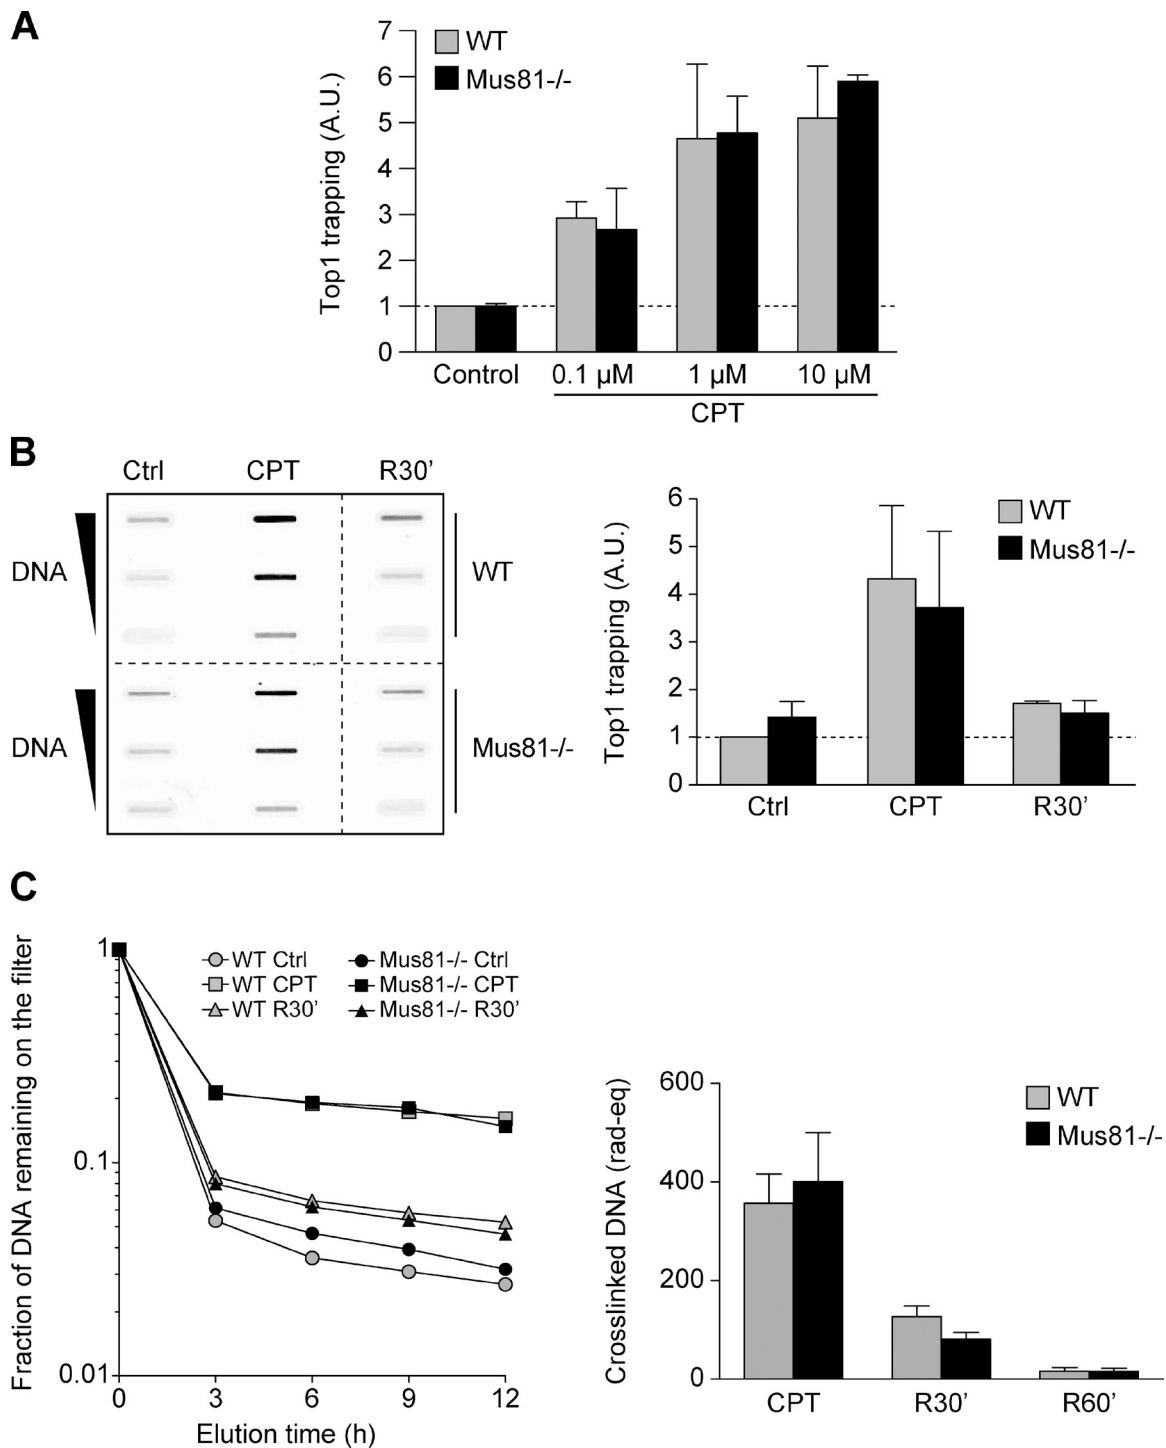 A
Top1 trapping (A.U.)
7
6
5
4
3
2
1
0
WT
Mus81-/-
Control
0.1 µM
1 µM
10 µM
CPT
B
Ctrl
CPT
R30’
DNA
WT
DNA
Mus81-/-
Top1 trapping (A.U.)
6
5
4
3
2
1
0
WT
Mus81-/-
Ctrl
CPT
R30’
C
Fraction of DNA remaining on the filter
1
0.1
0.01
WT Ctrl
WT CPT
WT R30’
Mus81-/- Ctrl
Mus81-/- CPT
Mus81-/- R30’
0
3
6
9
12
Elution time (h)
Crosslinked DNA (rad-eq)
600
400
200
0
WT
Mus81-/-
CPT
R30’
R60’